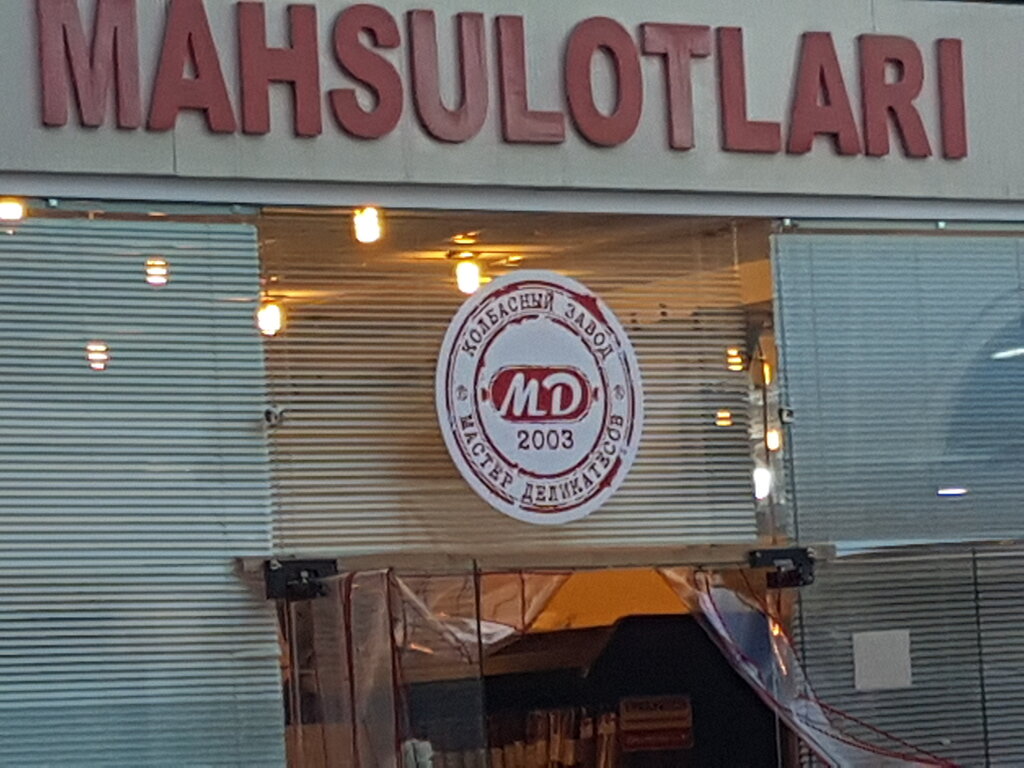 MAHSULOTLARI
КОЛБАСНЫЙ ЗАВОД
MD
2003
МАСТЕР ДЕЛИКАТЕСОВ